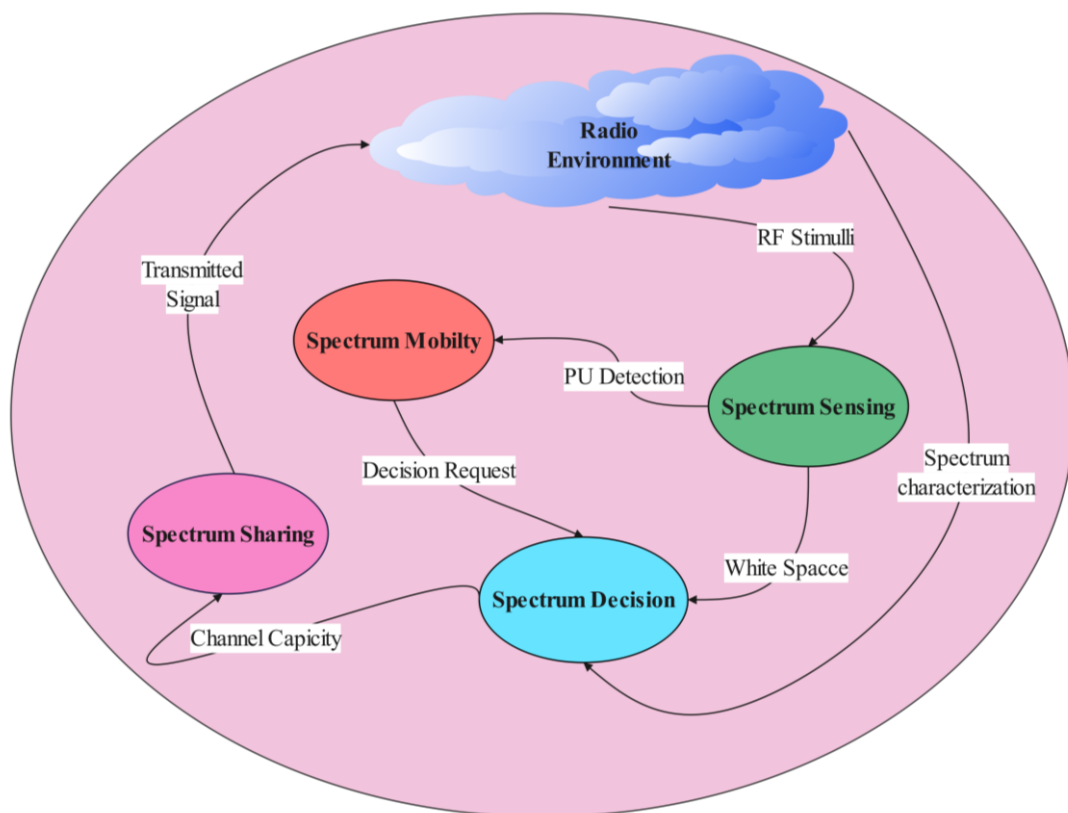 Radio
Environment
RF Stimulli
Transmitted
Signal
Spectrum Mobilty
PU Detection
Spectrum Sensing
Decision Request
Spectrum
characterization
Spectrum Sharing
White Spacce
Spectrum Decision
Channel Capicity